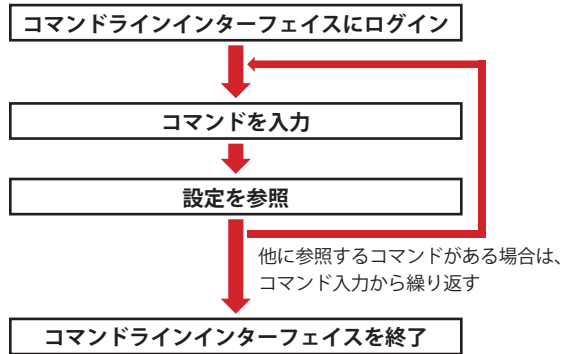 コマンドラインインターフェイスにログイン
コマンドを入力
設定を参照
他に参照するコマンドがある場合は、
コマンド入力から繰り返す
コマンドラインインターフェイスを終了